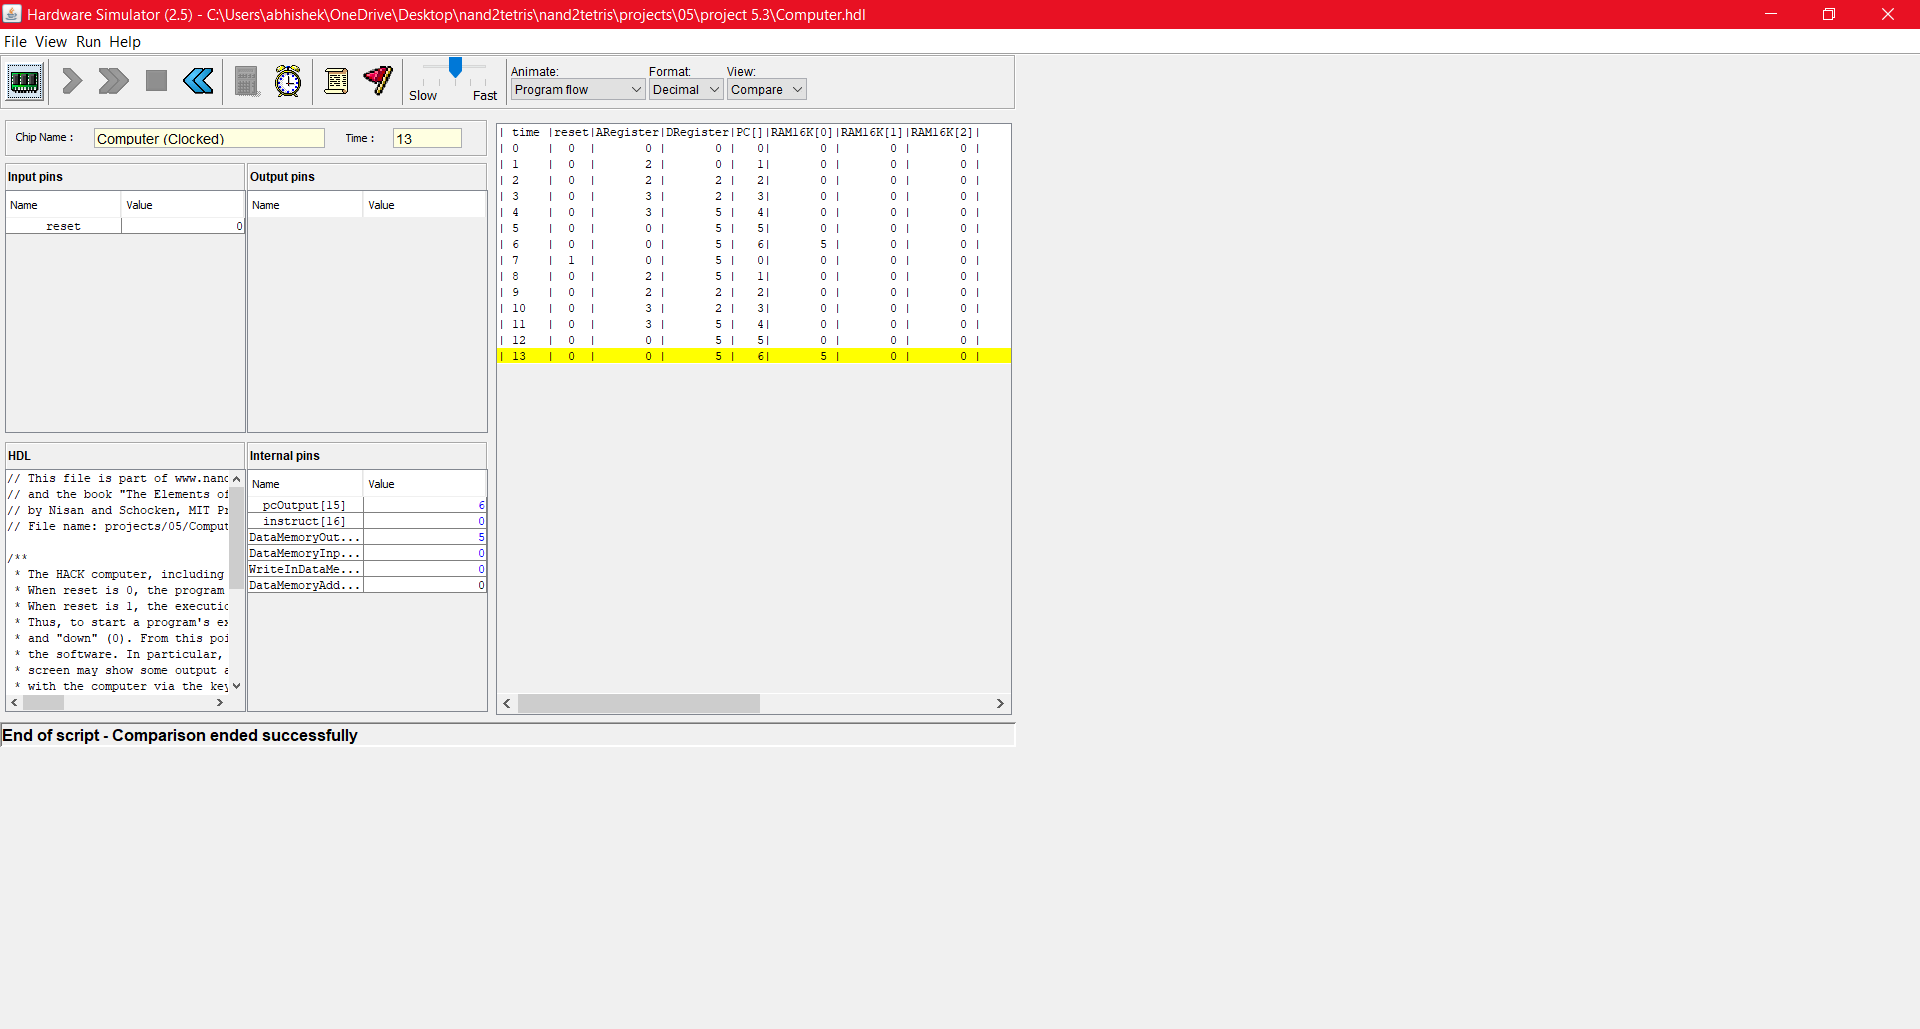 Hardware Simulator (2.5) - C:\Users\abhishek\OneDrive\Desktop\nand2tetris\nand2tetris\projects\05\project 5.3\Computer.hdl
File View Run Help
Slow Fast
Animate: Format: View:
Program flow Decimal Compare
Chip Name : Computer (Clocked) Time : 13
Input pins
Name Value
reset 0
Output pins
Name Value
HDL
// This file is part of www.nanc
// and the book "The Elements of
// by Nisan and Schocken, MIT Pr
// File name: projects/05/Comput
/**
* The HACK computer, including
* When reset is 0, the program
* When reset is 1, the executic
* Thus, to start a program's ex
* and "down" (0). From this poi
* the software. In particular,
* screen may show some output a
* with the computer via the key
Internal pins
Name Value
pcOutput[15] 6
instruct[16] 0
DataMemoryOut... 5
DataMemoryInp... 0
WriteInDataMe... 0
DataMemoryAdd... 0
| time |reset|ARegister|DRegister|PC[]|RAM16K[0]|RAM16K[1]|RAM16K[2]|
| 0 | 0 | 0 | 0 | 0| 0 | 0 | 0 |
| 1 | 0 | 2 | 0 | 1| 0 | 0 | 0 |
| 2 | 0 | 2 | 2 | 2| 0 | 0 | 0 |
| 3 | 0 | 3 | 2 | 3| 0 | 0 | 0 |
| 4 | 0 | 3 | 5 | 4| 0 | 0 | 0 |
| 5 | 0 | 0 | 5 | 5| 0 | 0 | 0 |
| 6 | 0 | 0 | 5 | 6| 5 | 0 | 0 |
| 7 | 1 | 0 | 5 | 0| 0 | 0 | 0 |
| 8 | 0 | 2 | 5 | 1| 0 | 0 | 0 |
| 9 | 0 | 2 | 2 | 2| 0 | 0 | 0 |
| 10 | 0 | 3 | 2 | 3| 0 | 0 | 0 |
| 11 | 0 | 3 | 5 | 4| 0 | 0 | 0 |
| 12 | 0 | 0 | 5 | 5| 0 | 0 | 0 |
| 13 | 0 | 0 | 5 | 6| 5 | 0 | 0 |
End of script - Comparison ended successfully